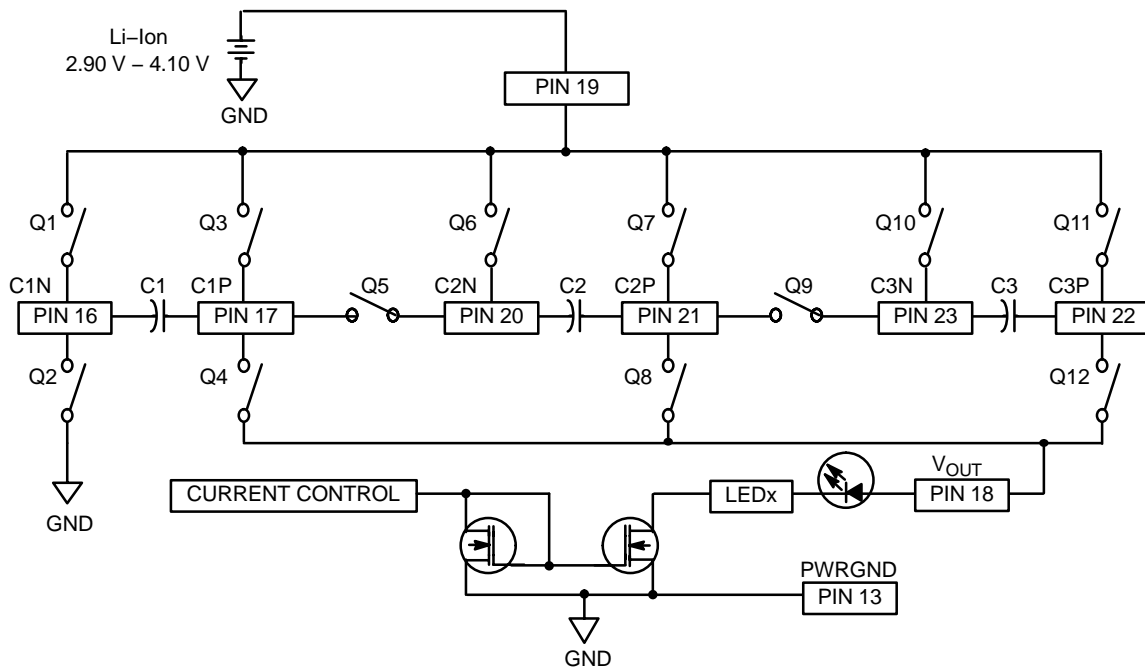 Li–Ion
2.90 V – 4.10 V
GND
PIN 19
Q1
Q3
Q6
Q7
Q10
Q11
C1N
C1
C1P
Q5
C2N
C2
C2P
Q9
C3N
C3
C3P
PIN 16
PIN 17
PIN 20
PIN 21
PIN 23
PIN 22
Q2
Q4
Q8
Q12
GND
CURRENT CONTROL
LEDx
VOUT
PIN 18
PWRGND
PIN 13
GND